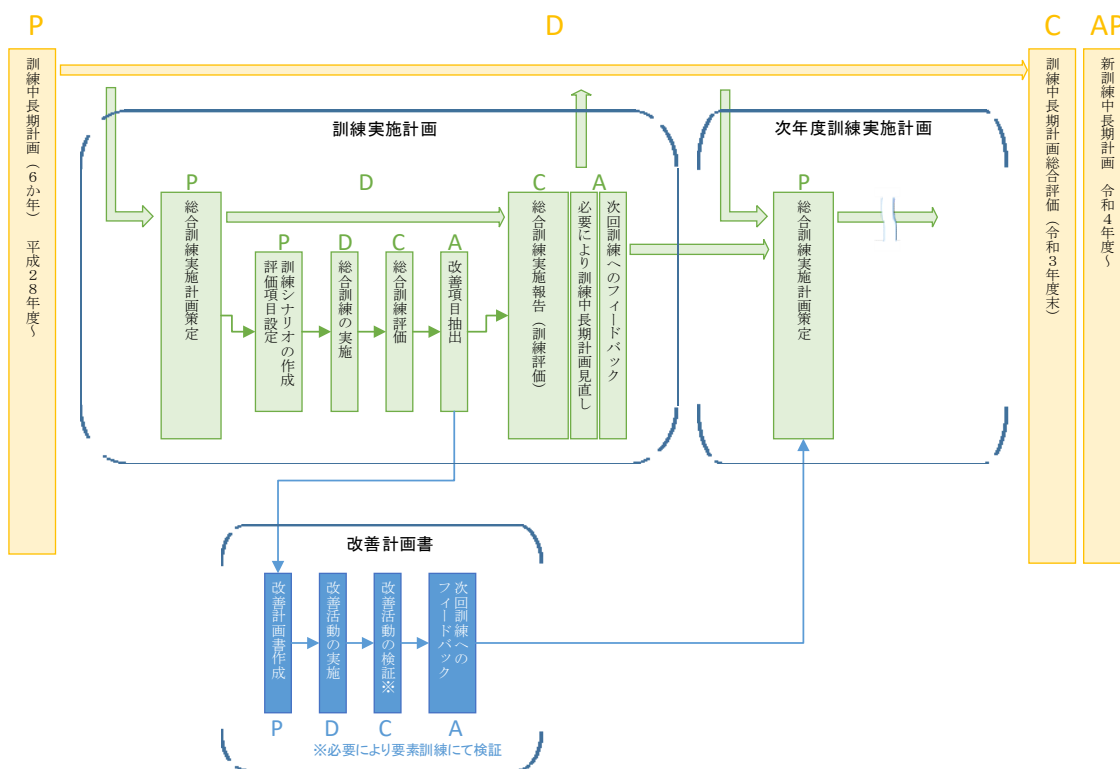 P
D
C
AP
訓練中長期計画（６か年）　平成２８年度～
訓練実施計画
P
D
C
A
総合訓練実施計画策定
P
D
C
A
訓練シナリオの作成
評価項目設定
総合訓練の実施
総合訓練評価
改善項目抽出
総合訓練実施報告（訓練評価）
必要により訓練中長期計画見直し
次回訓練へのフィードバック
次年度訓練実施計画
P
総合訓練実施計画策定
訓練中長期計画総合評価（令和３年度末）
新訓練中長期計画　令和４年度～
改善計画書
改善計画書作成
改善活動の実施
改善活動の検証※
次回訓練への
フィードバック
P
D
C
A
※必要により要素訓練にて検証